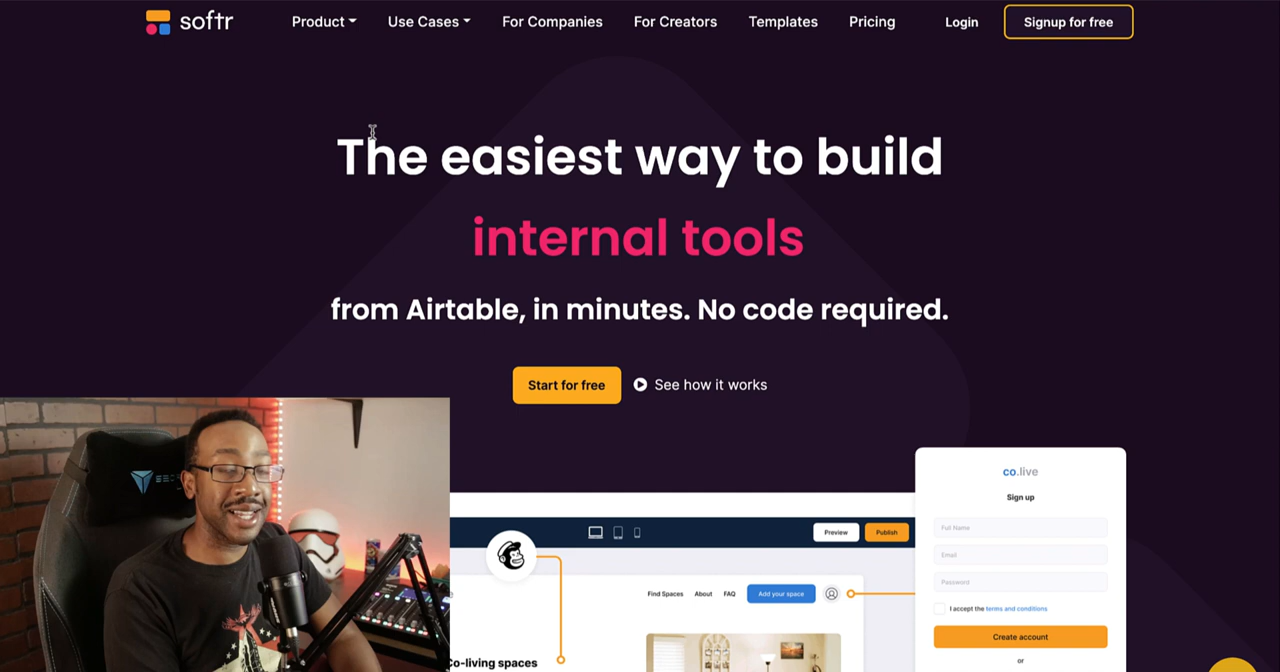 softr
Product
Use Cases
For Companies
For Creators
Templates
Pricing
Login
Signup for free
The easiest way to build
internal tools
from Airtable, in minutes. No code required.
Start for free
See how it works
co.live
Sign up
Full Name
Email
Password
I accept the terms and conditions
Create account
or
Preview
Publish
Find Spaces
About
FAQ
Add your space
Co-living spaces